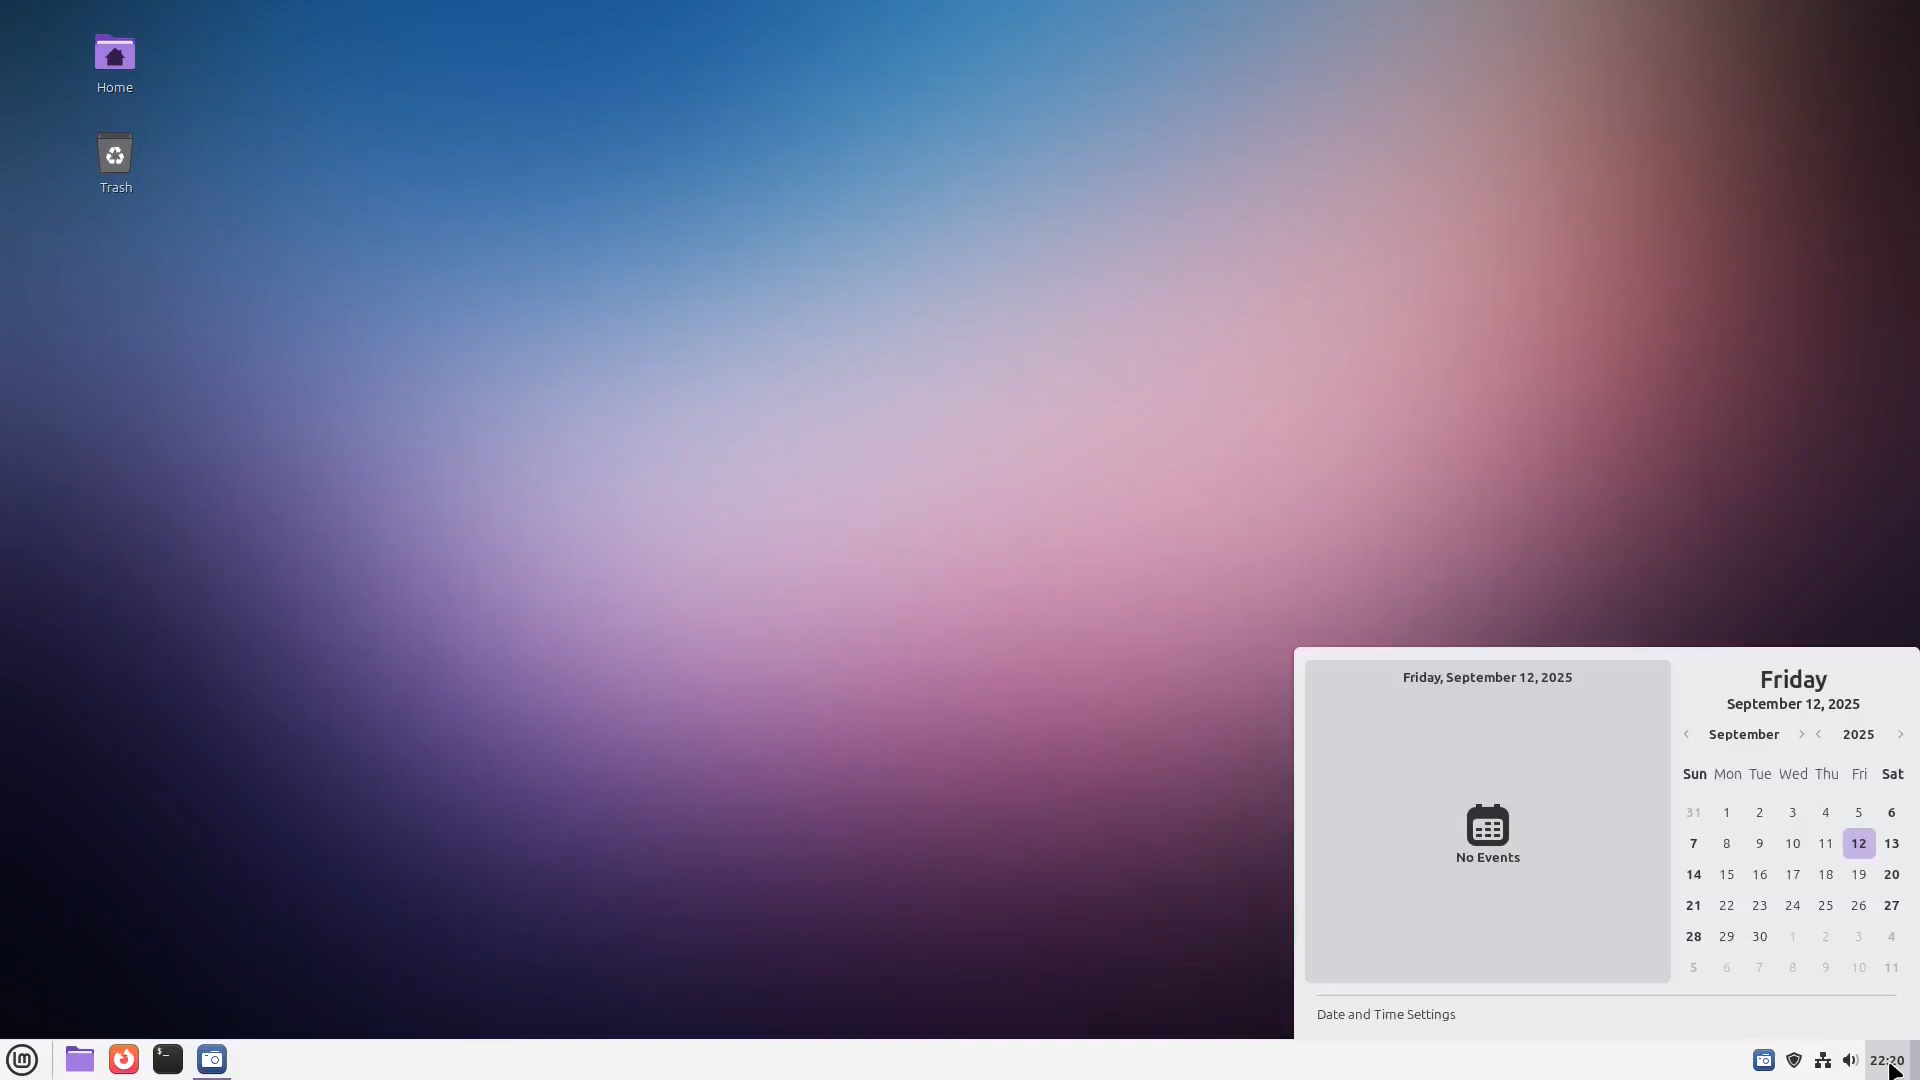 Home
Trash
Friday, September 12, 2025
No Events
Friday
September 12, 2025
September 2025
Sun Mon Tue Wed Thu Fri Sat
31 1 2 3 4 5 6
7 8 9 10 11 12 13
14 15 16 17 18 19 20
21 22 23 24 25 26 27
28 29 30 1 2 3 4
5 6 7 8 9 10 11
Date and Time Settings
$_
22:20